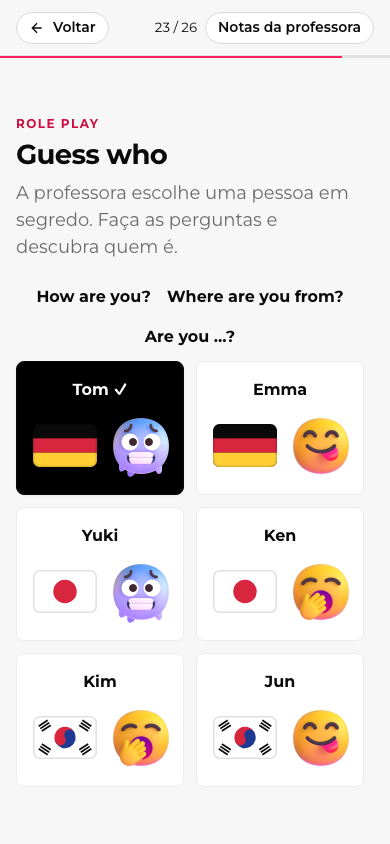 Voltar
23 / 26
Notas da professora
ROLE PLAY
Guess who
A professora escolhe uma pessoa em
segredo. Faça as perguntas e
descubra quem é.
How are you? Where are you from?
Are you ...?
Tom ✓
Emma
Yuki
Ken
Kim
Jun